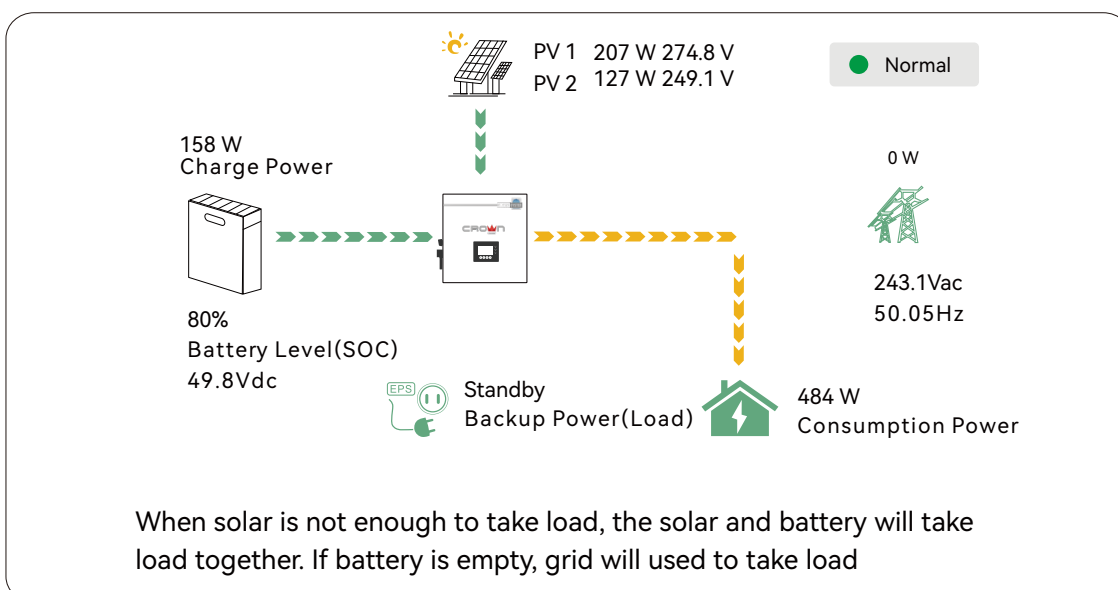 PV 1 207 W 274.8 V
PV 2 127 W 249.1 V
Normal
158 W
Charge Power
0 W
CROWN
243.1Vac
50.05Hz
80%
Battery Level(SOC)
49.8Vdc
EPS
Standby
Backup Power(Load)
484 W
Consumption Power
When solar is not enough to take load, the solar and battery will take
load together. If battery is empty, grid will used to take load